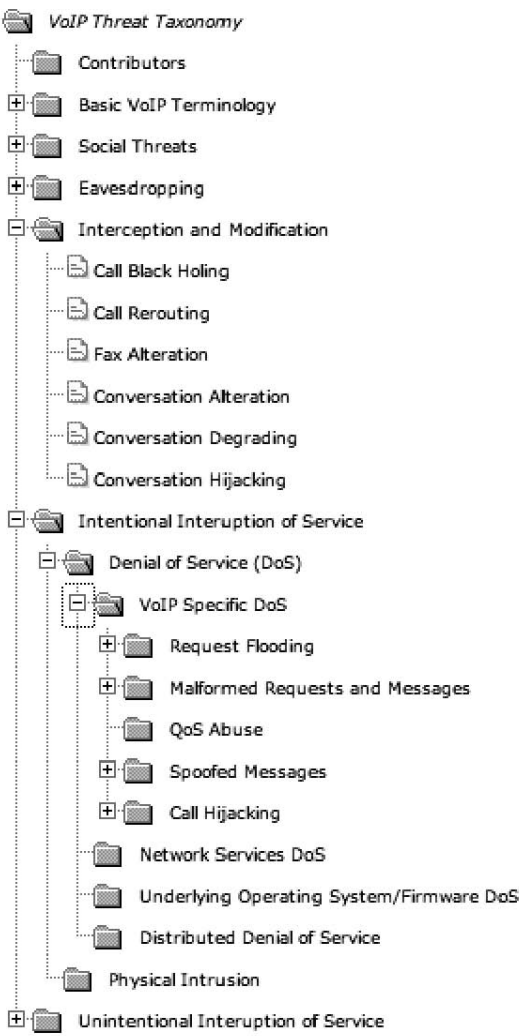 VoIP Threat Taxonomy
Contributors
Basic VoIP Terminology
Social Threats
Eavesdropping
Interception and Modification
Call Black Holing
Call Rerouting
Fax Alteration
Conversation Alteration
Conversation Degrading
Conversation Hijacking
Intentional Interuption of Service
Denial of Service (DoS)
VoIP Specific DoS
Request Flooding
Malformed Requests and Messages
QoS Abuse
Spoofed Messages
Call Hijacking
Network Services DoS
Underlying Operating System/Firmware DoS
Distributed Denial of Service
Physical Intrusion
Unintentional Interuption of Service